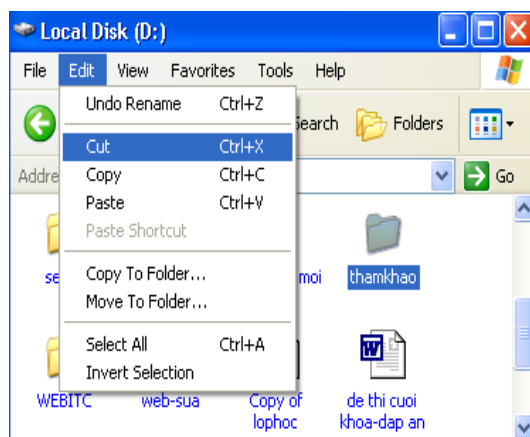 Local Disk (D:)
File Edit View Favorites Tools Help
Undo Rename Ctrl+Z
Search Folders
Cut Ctrl+X
Copy Ctrl+C
Addre Go
Paste Ctrl+V
Paste Shortcut
Copy To Folder...
se moi thamkhao
Move To Folder...
Select All Ctrl+A
Invert Selection
WEBITC web-sua Copy of lophoc de thi cuoi khoa-dap an